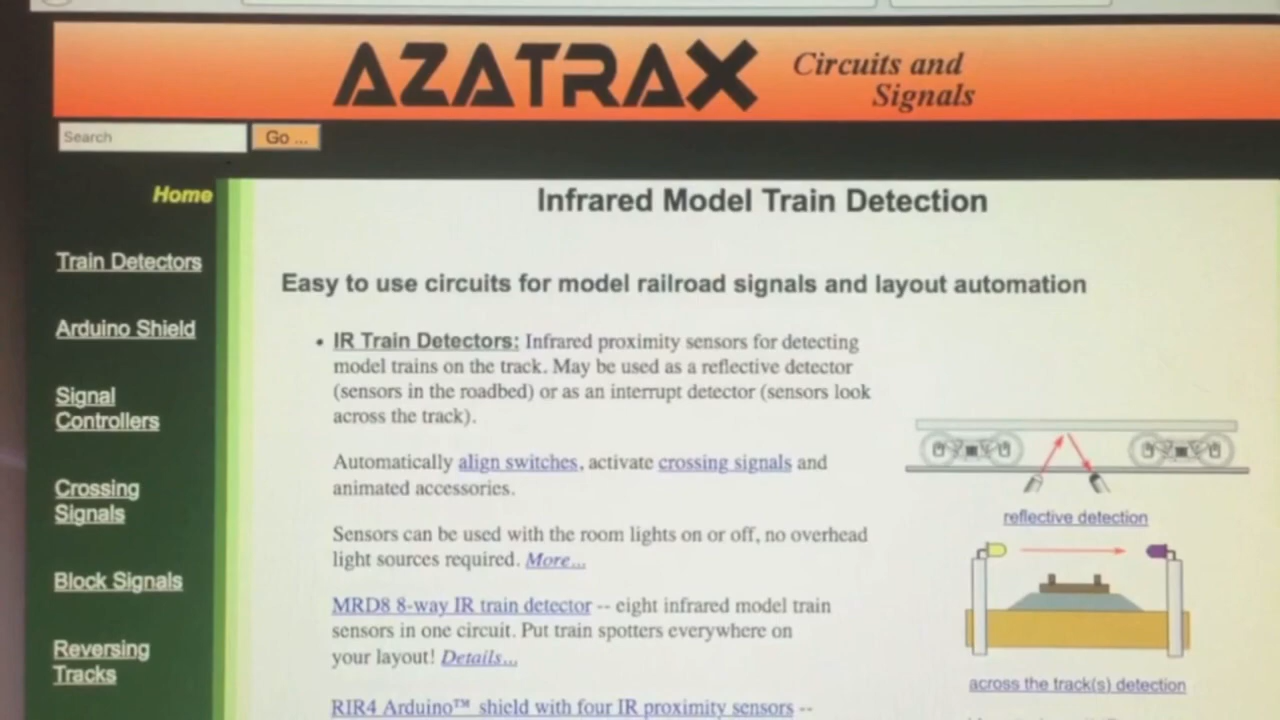 AZATRAX
Circuits and
Signals
Search
Go ...
Home
Train Detectors
Arduino Shield
Signal
Controllers
Crossing
Signals
Block Signals
Reversing
Tracks
Infrared Model Train Detection
Easy to use circuits for model railroad signals and layout automation
• IR Train Detectors: Infrared proximity sensors for detecting
model trains on the track. May be used as a reflective detector
(sensors in the roadbed) or as an interrupt detector (sensors look
across the track).
Automatically align switches, activate crossing signals and
animated accessories.
Sensors can be used with the room lights on or off, no overhead
light sources required. More...
MRD8 8-way IR train detector -- eight infrared model train
sensors in one circuit. Put train spotters everywhere on
your layout! Details...
RIR4 Arduino™ shield with four IR proximity sensors --
reflective detection
across the track(s) detection